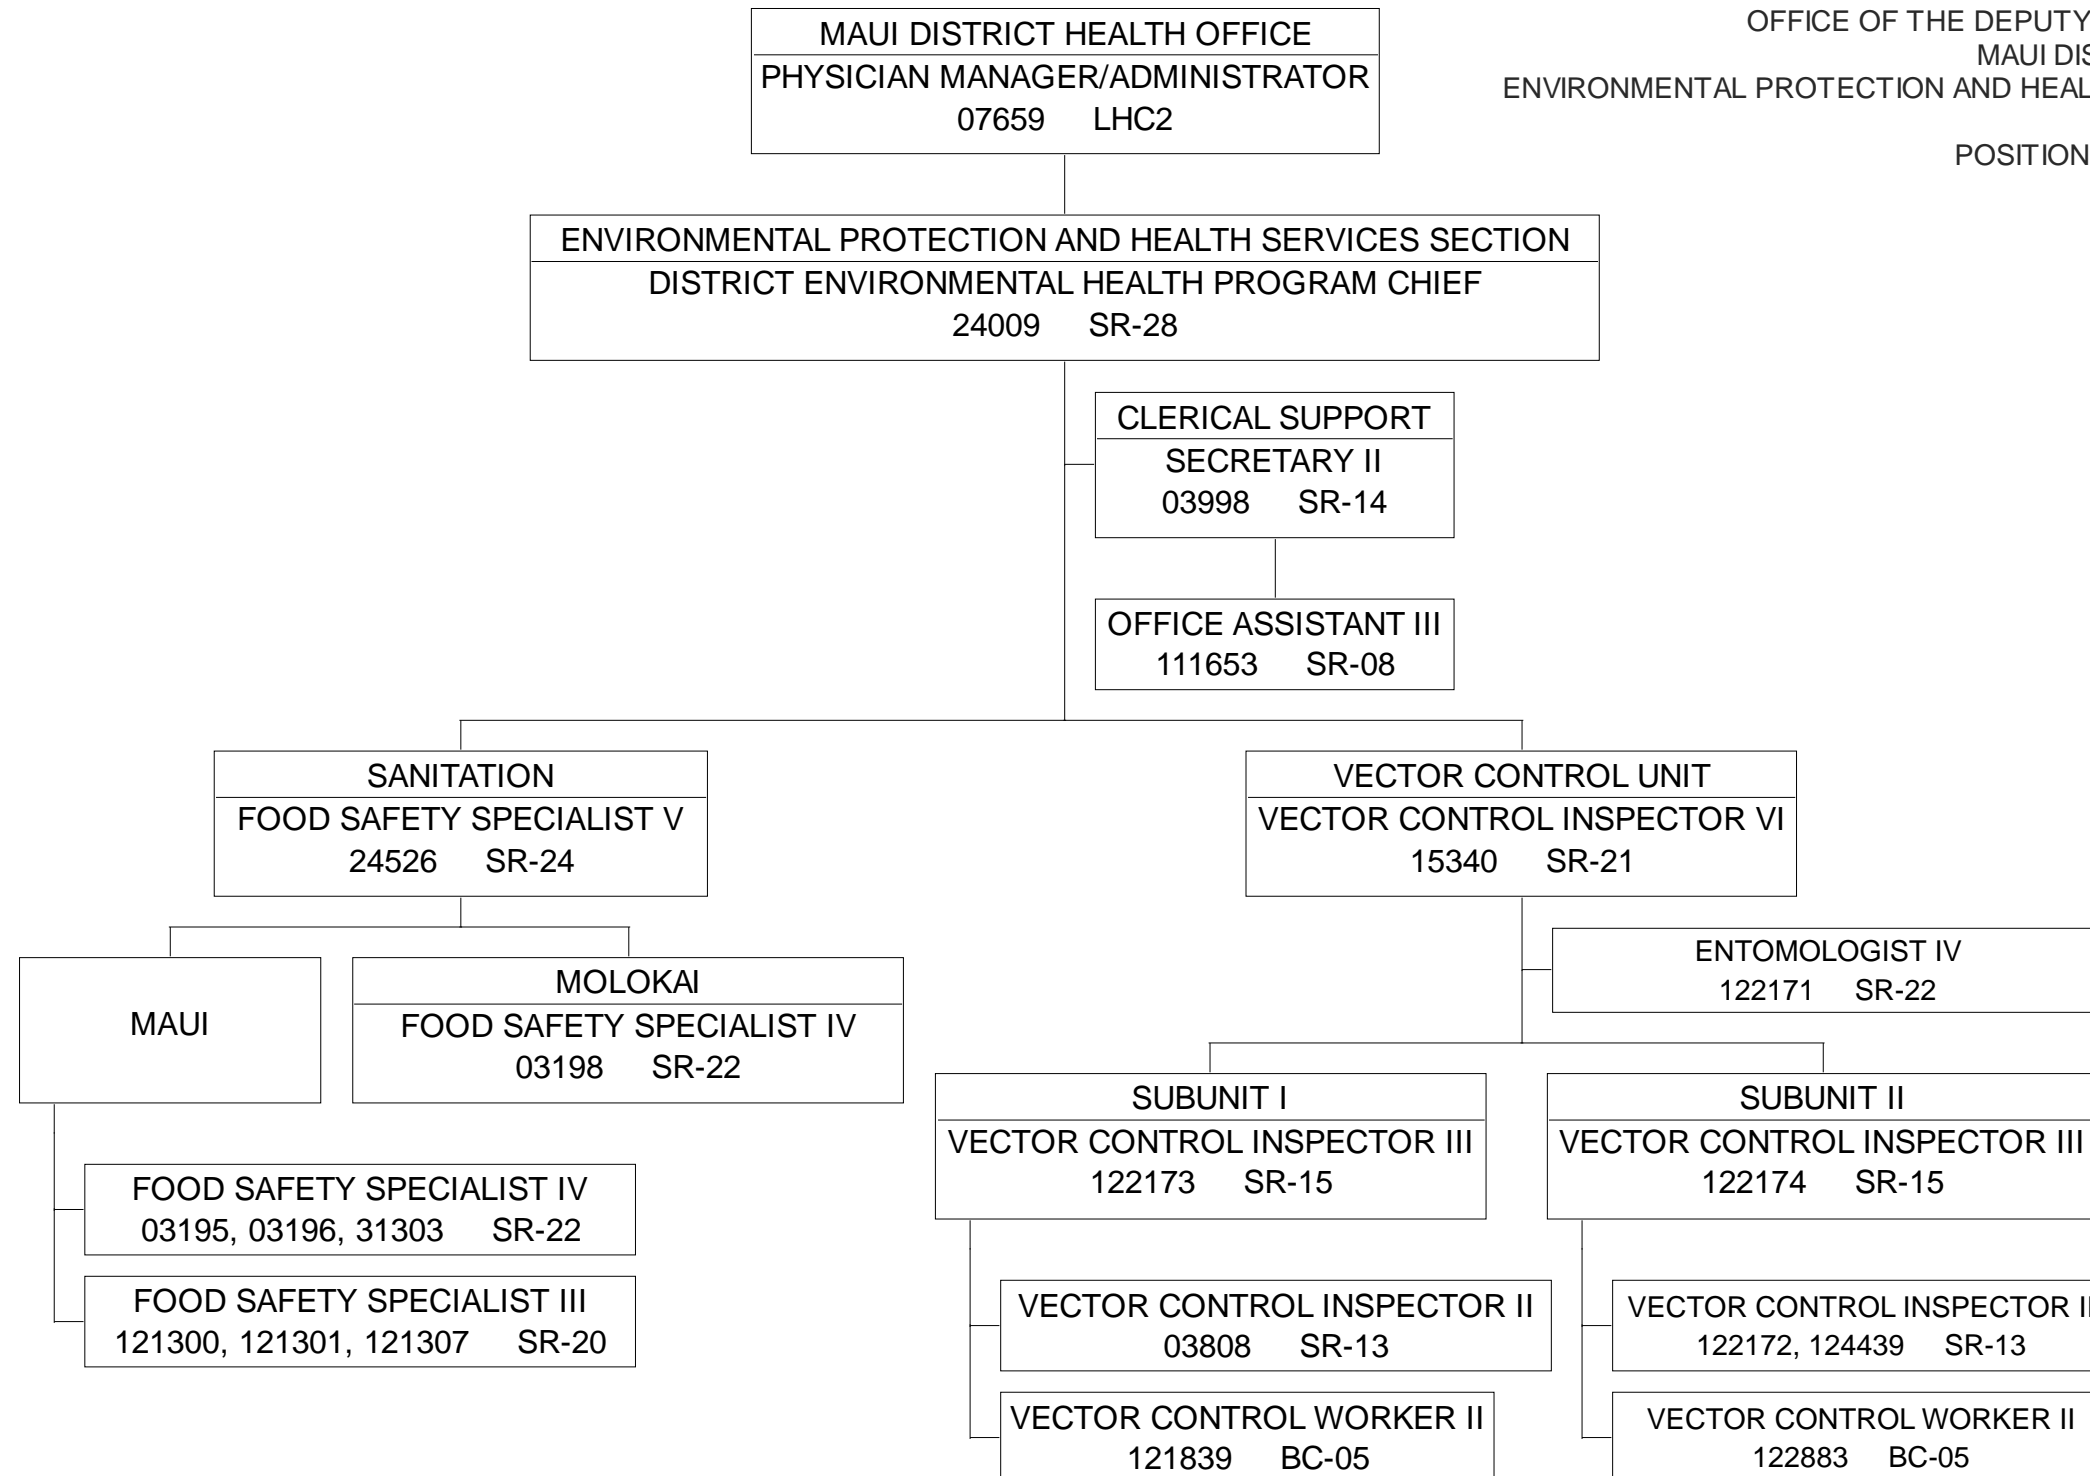 OFFICE OF THE DEPUTY
MAUI DIS
ENVIRONMENTAL PROTECTION AND HEAL
POSITION
MAUI DISTRICT HEALTH OFFICE
PHYSICIAN MANAGER/ADMINISTRATOR
07659 LHC2
ENVIRONMENTAL PROTECTION AND HEALTH SERVICES SECTION
DISTRICT ENVIRONMENTAL HEALTH PROGRAM CHIEF
24009 SR-28
CLERICAL SUPPORT
SECRETARY II
03998 SR-14
OFFICE ASSISTANT III
111653 SR-08
SANITATION
FOOD SAFETY SPECIALIST V
24526 SR-24
VECTOR CONTROL UNIT
VECTOR CONTROL INSPECTOR VI
15340 SR-21
MAUI
MOLOKAI
FOOD SAFETY SPECIALIST IV
03198 SR-22
ENTOMOLOGIST IV
122171 SR-22
FOOD SAFETY SPECIALIST IV
03195, 03196, 31303 SR-22
FOOD SAFETY SPECIALIST III
121300, 121301, 121307 SR-20
SUBUNIT I
VECTOR CONTROL INSPECTOR III
122173 SR-15
VECTOR CONTROL INSPECTOR II
03808 SR-13
VECTOR CONTROL WORKER II
121839 BC-05
SUBUNIT II
VECTOR CONTROL INSPECTOR III
122174 SR-15
VECTOR CONTROL INSPECTOR II
122172, 124439 SR-13
VECTOR CONTROL WORKER II
122883 BC-05